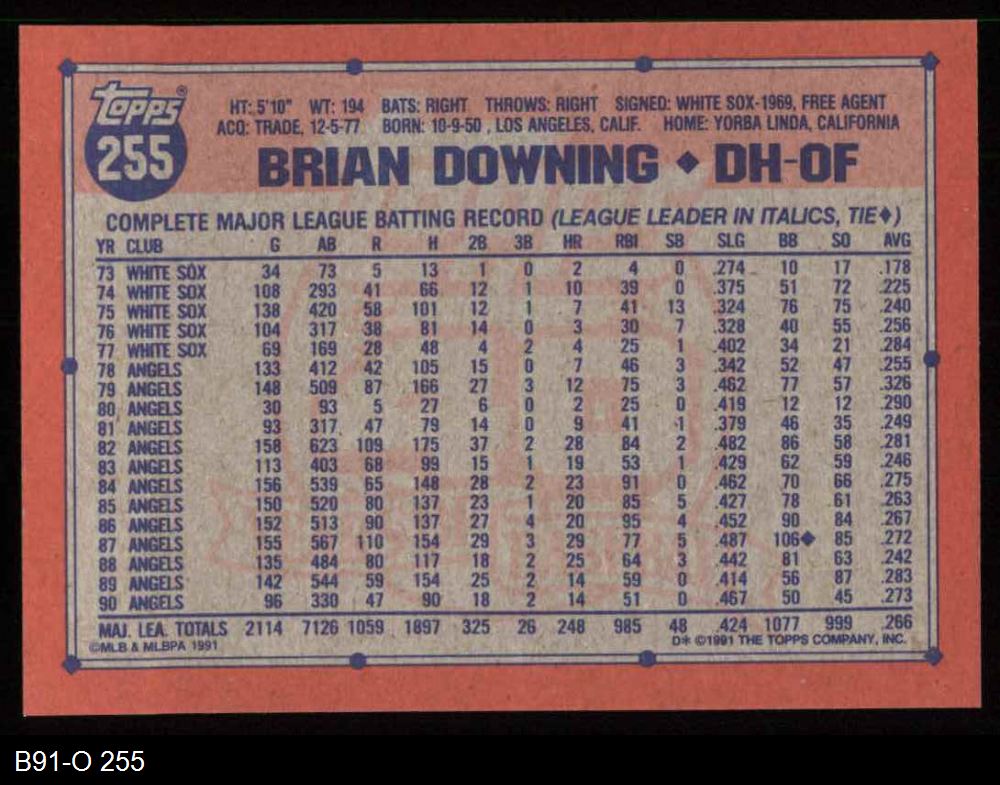 Topps®
255
HT: 5'10" WT: 194 BATS: RIGHT THROWS: RIGHT SIGNED: WHITE SOX-1969, FREE AGENT
ACQ: TRADE, 12-5-77 BORN: 10-9-50, LOS ANGELES, CALIF. HOME: YORBA LINDA, CALIFORNIA
BRIAN DOWNING ♦ DH-OF
COMPLETE MAJOR LEAGUE BATTING RECORD (LEAGUE LEADER IN ITALICS, TIE♦)
YR CLUB G AB R H 2B 3B HR RBI SB SLG BB SO AVG
73 WHITE SOX 34 73 5 13 1 0 2 4 0 .274 10 17 .178
74 WHITE SOX 108 293 41 66 12 1 10 39 0 .375 51 72 .225
75 WHITE SOX 138 420 58 101 12 1 7 41 13 .324 76 75 .240
76 WHITE SOX 104 317 38 81 14 0 3 30 7 .328 40 55 .256
77 WHITE SOX 69 169 28 48 4 2 4 25 1 .402 34 21 .284
78 ANGELS 133 412 42 105 15 0 7 46 3 .342 52 47 .255
79 ANGELS 148 509 87 166 27 3 12 75 3 .462 77 57 .326
80 ANGELS 30 93 5 27 6 0 2 25 0 .419 12 12 .290
81 ANGELS 93 317 47 79 14 0 9 41 1 .379 46 35 .249
82 ANGELS 158 623 109 175 37 2 28 84 2 .482 86 58 .281
83 ANGELS 113 403 68 99 15 1 19 53 1 .429 62 59 .246
84 ANGELS 156 539 65 148 28 2 23 91 0 .462 70 66 .275
85 ANGELS 150 520 80 137 23 1 20 85 5 .427 78 61 .263
86 ANGELS 152 513 90 137 27 4 20 95 4 .452 90 84 .267
87 ANGELS 155 567 110 154 29 3 29 77 5 .487 106♦ 85 .272
88 ANGELS 135 484 80 117 18 2 25 64 3 .442 81 63 .242
89 ANGELS 142 544 59 154 25 2 14 59 0 .414 56 87 .283
90 ANGELS 96 330 47 90 18 2 14 51 0 .467 50 45 .273
MAJ. LEA. TOTALS 2114 7126 1059 1897 325 26 248 985 48 .424 1077 999 .266
©MLB & MLBPA 1991 D* ©1991 THE TOPPS COMPANY, INC.
B91-O 255